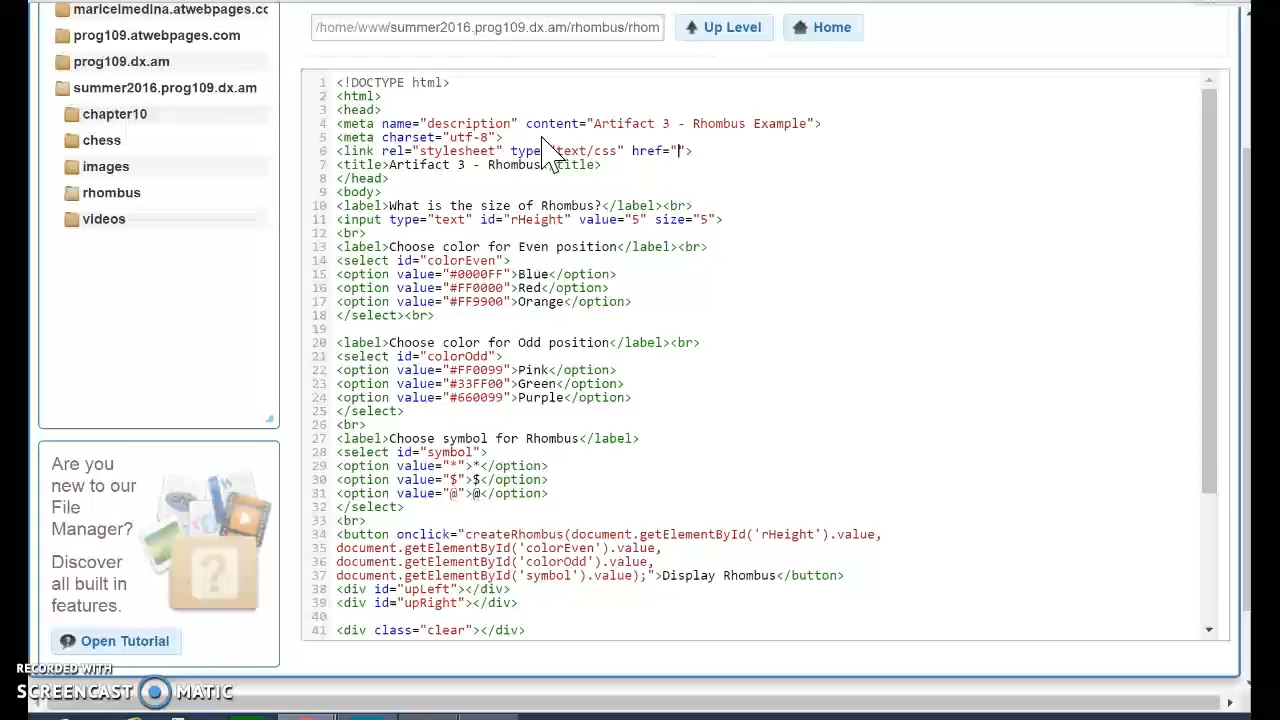 maricelmedina.atwebpages.cc
prog109.atwebpages.com
prog109.dx.am
summer2016.prog109.dx.am
chapter10
chess
images
rhombus
videos
Are you
new to our
File
Manager?
Discover
all built in
features.
Open Tutorial
/home/www/summer2016.prog109.dx.am/rhombus/rhom
Up Level
Home
1 <!DOCTYPE html>
2 <html>
3 <head>
4 <meta name="description" content="Artifact 3 - Rhombus Example">
5 <meta charset="utf-8">
6 <link rel="stylesheet" type text/css" href="">
7 <title>Artifact 3 - Rhombus title>
8 </head>
9 <body>
10 <label>What is the size of Rhombus?</label><br>
11 <input type="text" id="rHeight" value="5" size="5">
12 <br>
13 <label>Choose color for Even position</label><br>
14 <select id="colorEven">
15 <option value="#0000FF">Blue</option>
16 <option value="#FF0000">Red</option>
17 <option value="#FF9900">Orange</option>
18 </select><br>
19
20 <label>Choose color for Odd position</label><br>
21 <select id="colorOdd">
22 <option value="#FF0099">Pink</option>
23 <option value="#33FF00">Green</option>
24 <option value="#660099">Purple</option>
25 </select>
26 <br>
27 <label>Choose symbol for Rhombus</label>
28 <select id="symbol">
29 <option value="*">*</option>
30 <option value="$">$</option>
31 <option value="@">@</option>
32 </select>
33 <br>
34 <button onclick="createRhombus(document.getElementById('rHeight').value,
35 document.getElementById('colorEven').value,
36 document.getElementById('colorOdd').value,
37 document.getElementById('symbol').value);">Display Rhombus</button>
38 <div id="upLeft"></div>
39 <div id="upRight"></div>
40
41 <div class="clear"></div>
RECORDED WITH
SCREENCAST MATIC